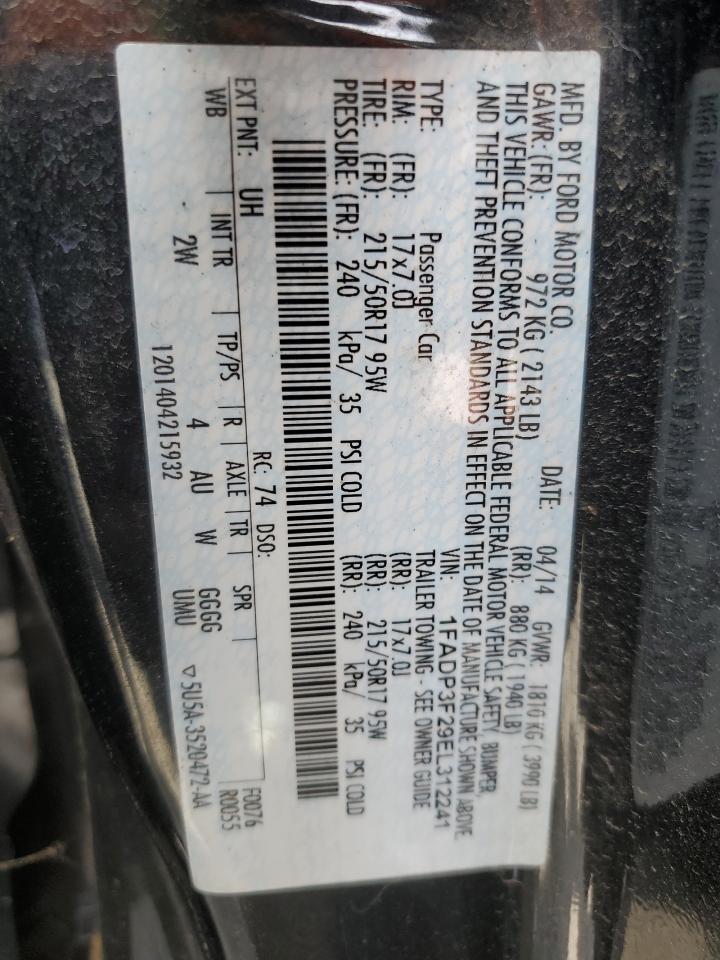 MFD. BY FORD MOTOR CO.
DATE: 04/14 GVWR: 1810 KG ( 3990 LB)
GAWR: (FR): 972 KG ( 2143 LB) (RR): 880 KG ( 1940 LB)
THIS VEHICLE CONFORMS TO ALL APPLICABLE FEDERAL MOTOR VEHICLE SAFETY, BUMPER,
AND THEFT PREVENTION STANDARDS IN EFFECT ON THE DATE OF MANUFACTURE SHOWN ABOVE.
VIN: 1FADP3F29EL312241
TYPE: Passenger Car TRAILER TOWING - SEE OWNER GUIDE
RIM: (FR): 17x7.0J (RR): 17x7.0J
TIRE: (FR): 215/50R17 95W (RR): 215/50R17 95W
PRESSURE: (FR): 240 kPa/ 35 PSI COLD (RR): 240 kPa/ 35 PSI COLD
EXT PNT: UH RC: 74 DSO: F0076
WB INT TR TP/PS R AXLE TR SPR R0055
2W 4 AU W GGGG
UMU
120140421 5932 ▽5U5A-3520472-AA